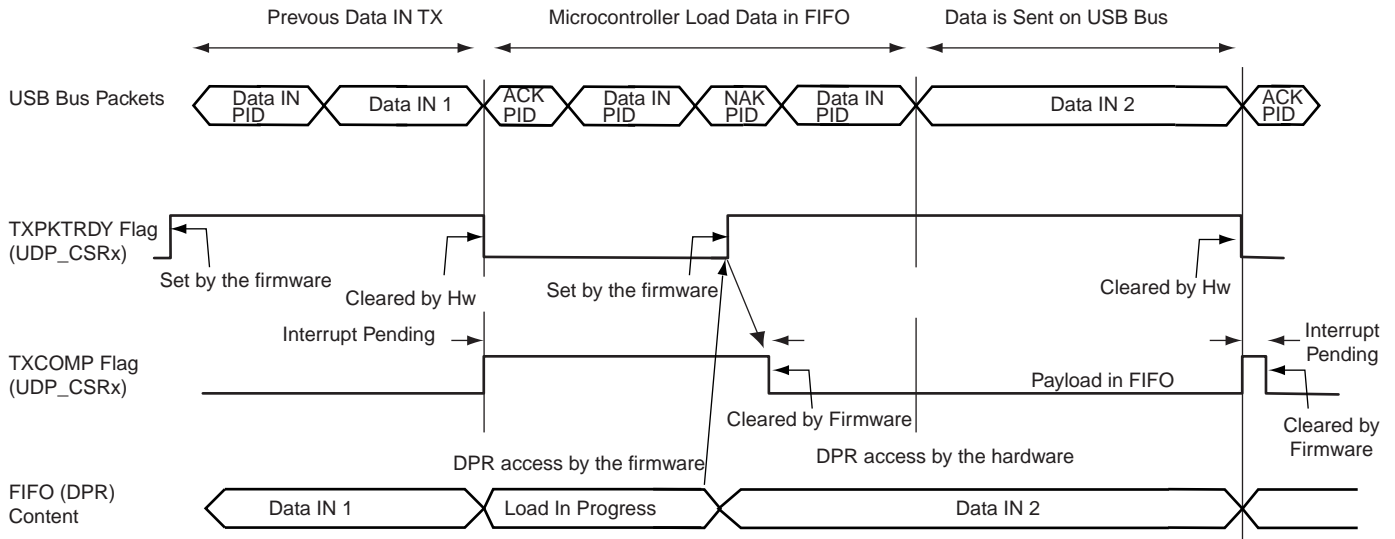 Prevous Data IN TX
Microcontroller Load Data in FIFO
Data is Sent on USB Bus
USB Bus Packets
Data IN
PID
Data IN 1
ACK
PID
Data IN
PID
NAK
PID
Data IN
PID
Data IN 2
ACK
PID
TXPKTRDY Flag
(UDP_CSRx)
Set by the firmware
Cleared by Hw
Set by the firmware
Cleared by Hw
Interrupt Pending
Interrupt
Pending
TXCOMP Flag
(UDP_CSRx)
Payload in FIFO
Cleared by Firmware
Cleared by
Firmware
DPR access by the firmware
DPR access by the hardware
FIFO (DPR)
Content
Data IN 1
Load In Progress
Data IN 2